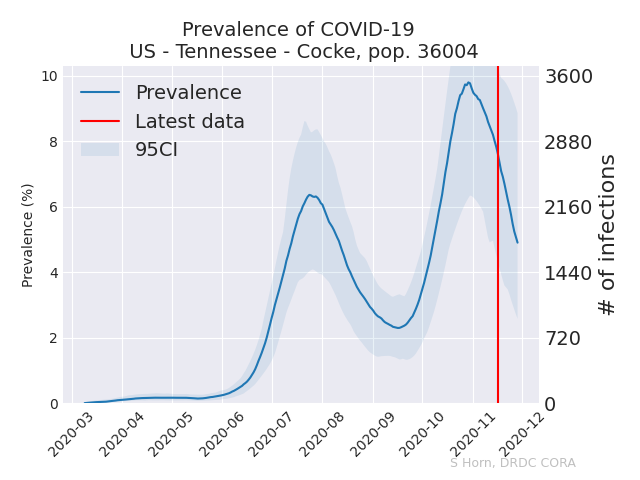 Prevalence of COVID-19
US - Tennessee - Cocke, pop. 36004
Prevalence
Latest data
95CI
Prevalence (%)
10
8
6
4
2
0
3600
2880
2160
1440
720
0
# of infections
2020-03
2020-04
2020-05
2020-06
2020-07
2020-08
2020-09
2020-10
2020-11
2020-12
S Horn, DRDC CORA